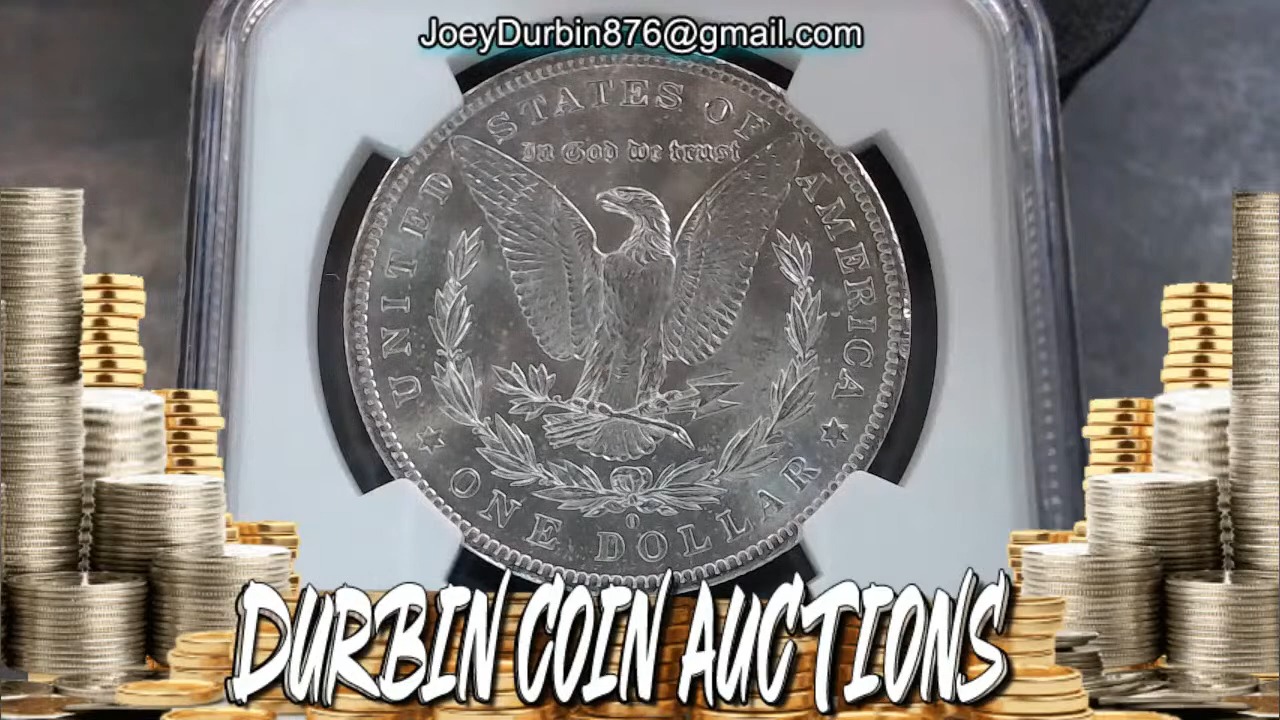 JoeyDurbin876@gmail.com
UNITED STATES OF AMERICA
In God we trust
O
ONE DOLLAR
DURBIN COIN AUCTIONS